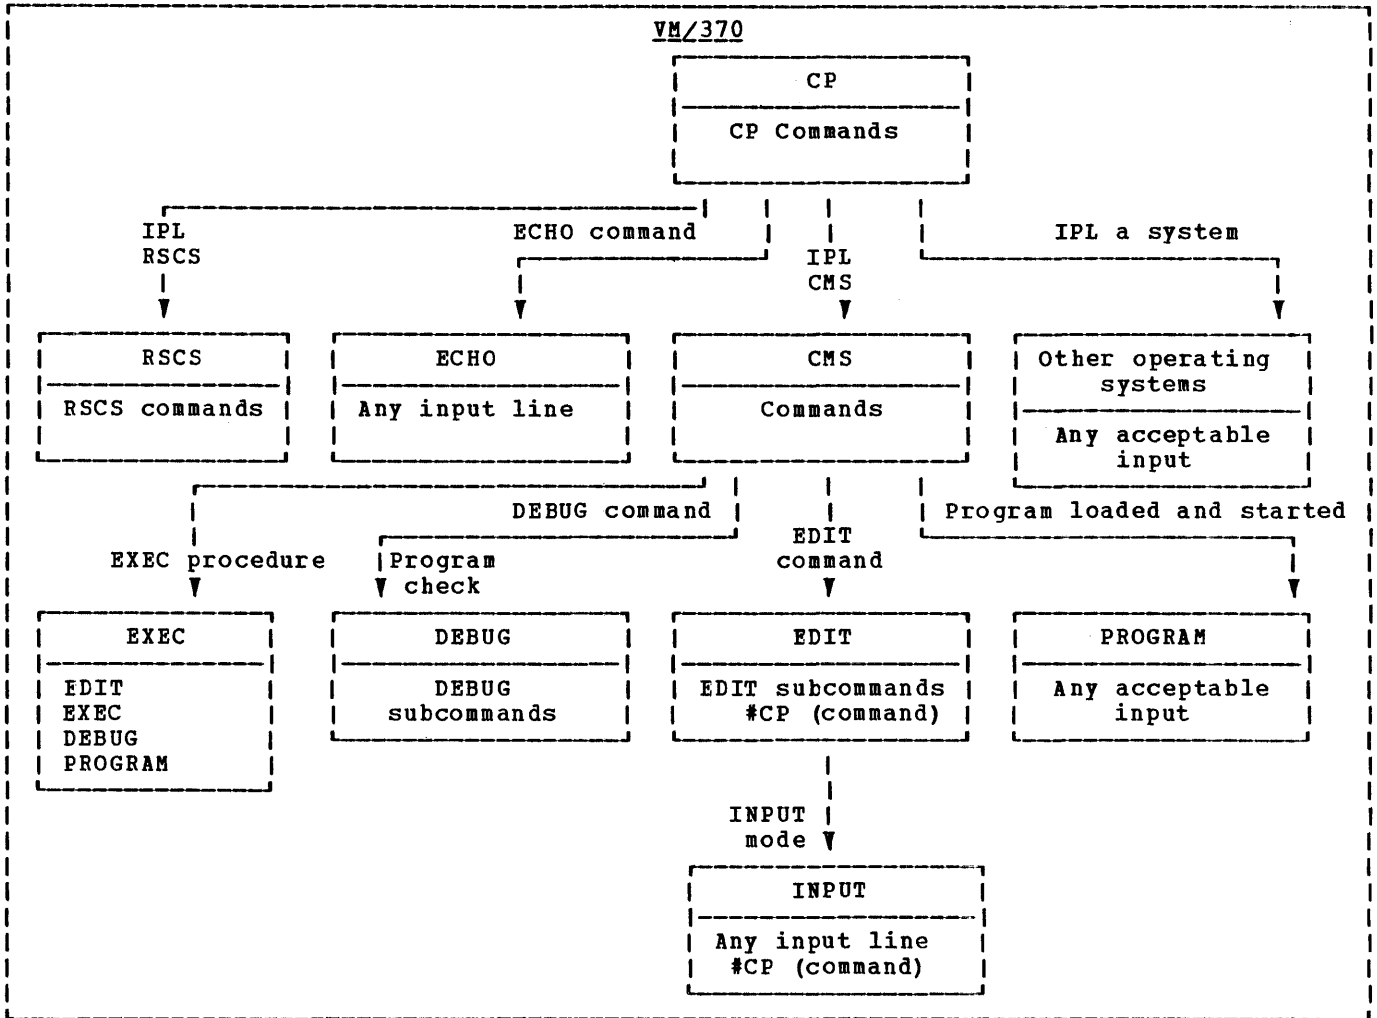 VM/370
CP
CP Commands
IPL
RSCS
ECHO command
IPL
CMS
IPL a system
RSCS
RSCS commands
ECHO
Any input line
CMS
Commands
Other operating
systems
Any acceptable
input
EXEC procedure
DEBUG command
Program
check
EDIT
command
Program loaded and started
EXEC
EDIT
EXEC
DEBUG
PROGRAM
DEBUG
DEBUG
subcommands
EDIT
EDIT subcommands
#CP (command)
PROGRAM
Any acceptable
input
INPUT
mode
INPUT
Any input line
#CP (command)